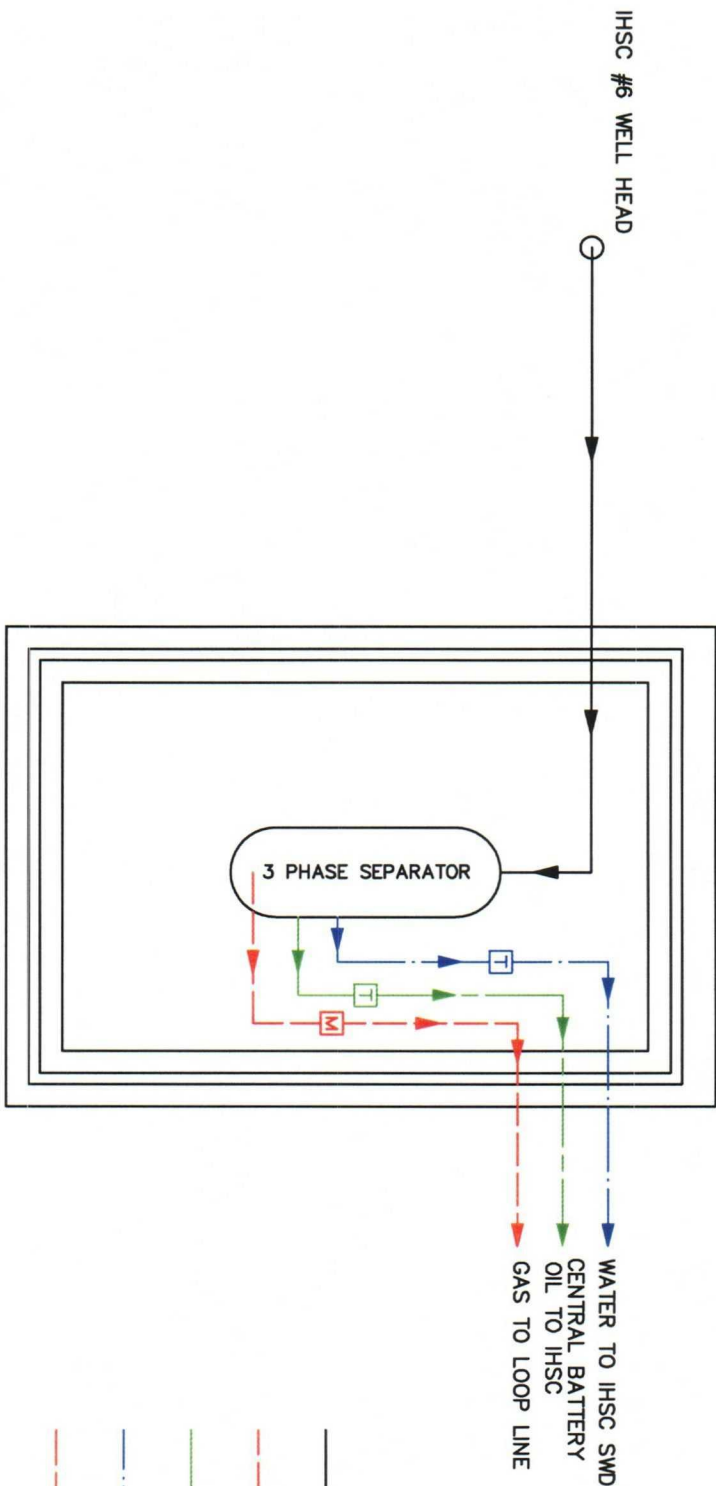 IHSC #6 WELL HEAD
3 PHASE SEPARATOR
T
T
M
WATER TO IHSC SWD
OIL TO IHSC
CENTRAL BATTERY
GAS TO LOOP LINE